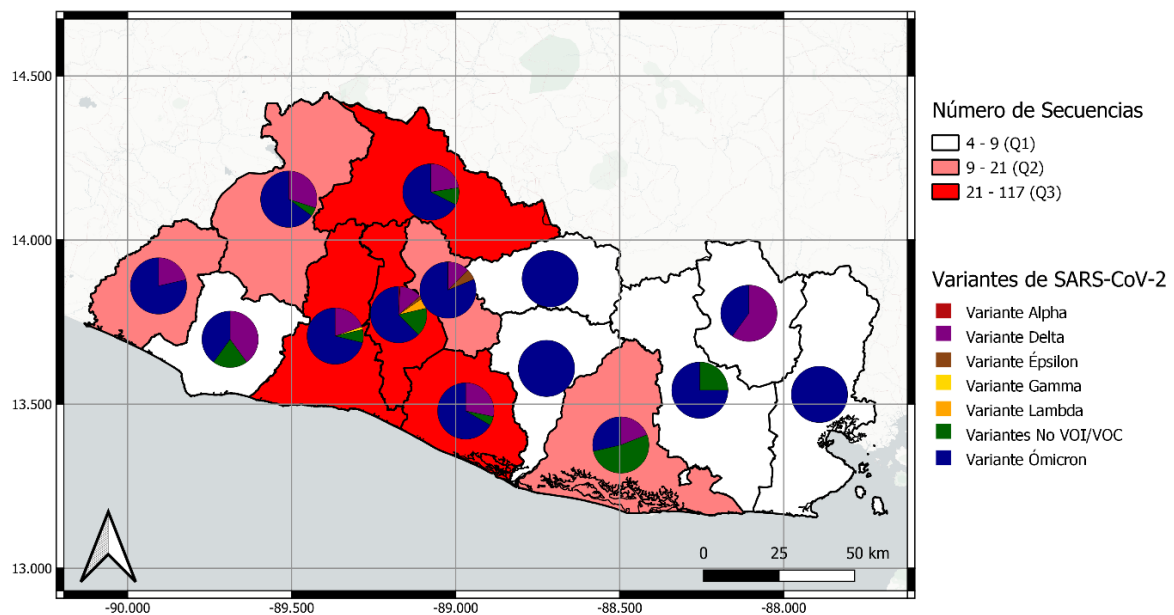 14.500
14.000
13.500
13.000
-90.000
-89.500
-89.000
-88.500
-88.000
0 25 50 km
Número de Secuencias
4 - 9 (Q1)
9 - 21 (Q2)
21 - 117 (Q3)
Variantes de SARS-CoV-2
Variante Alpha
Variante Delta
Variante Épsilon
Variante Gamma
Variante Lambda
Variantes No VOI/VOC
Variante Ómicron